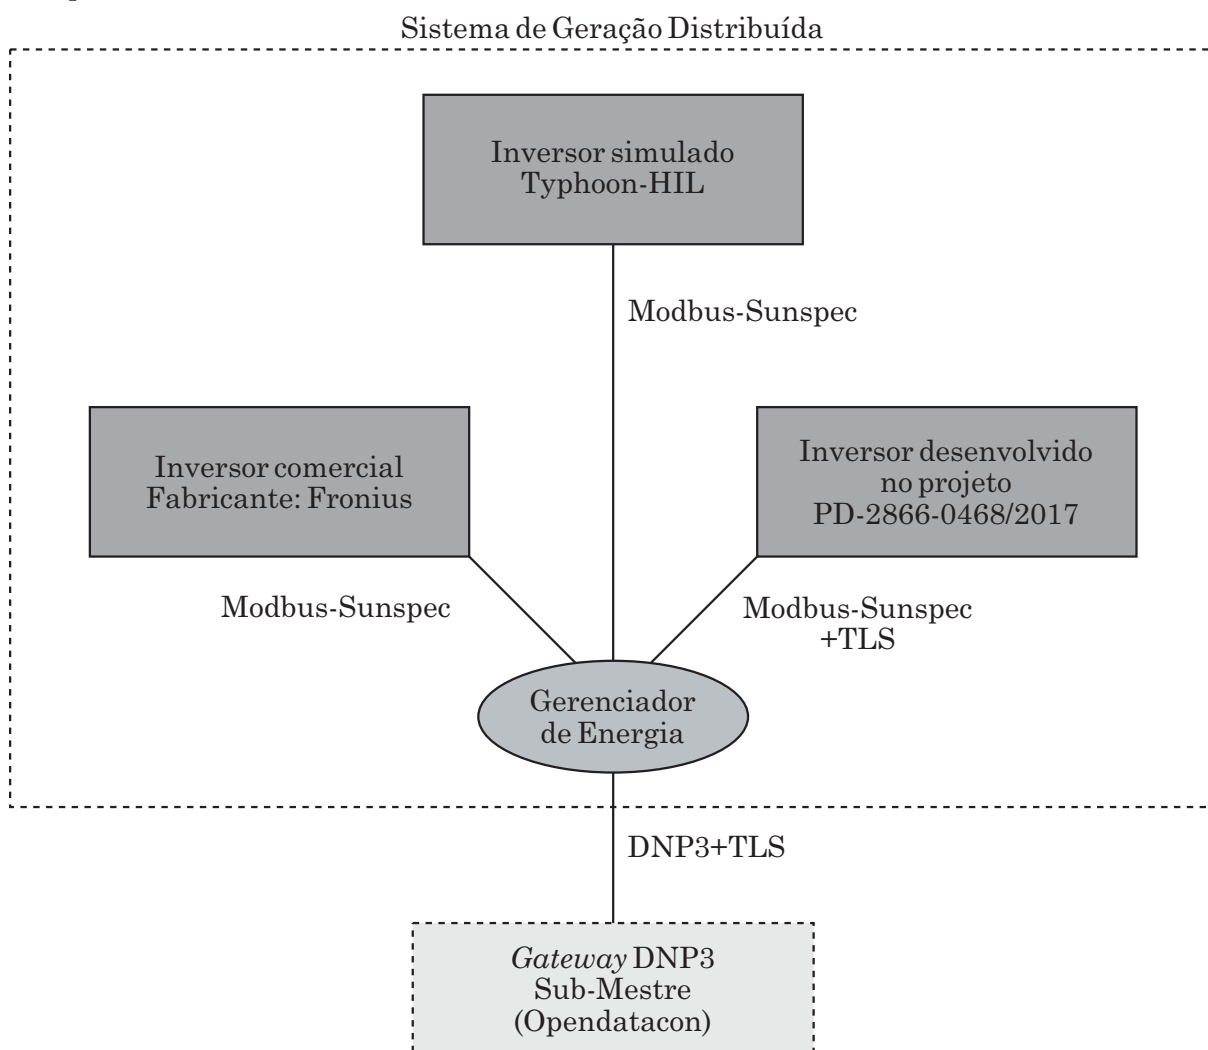 Sistema de Geração Distribuída
Inversor simulado
Typhoon-HIL
Modbus-Sunspec
Inversor comercial
Fabricante: Fronius
Inversor desenvolvido
no projeto
PD-2866-0468/2017
Modbus-Sunspec
Modbus-Sunspec
+TLS
Gerenciador
de Energia
DNP3+TLS
Gateway DNP3
Sub-Mestre
(Opendatacon)